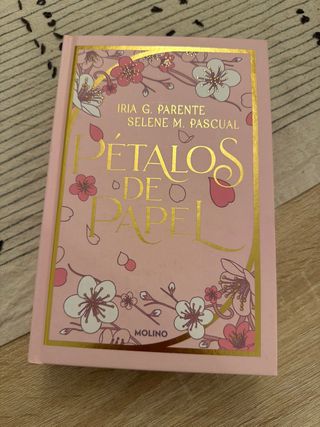 IRIA G. PARENTE
SELENE M. PASCUAL
PÉTALOS
DE
PAPEL
MOLINO